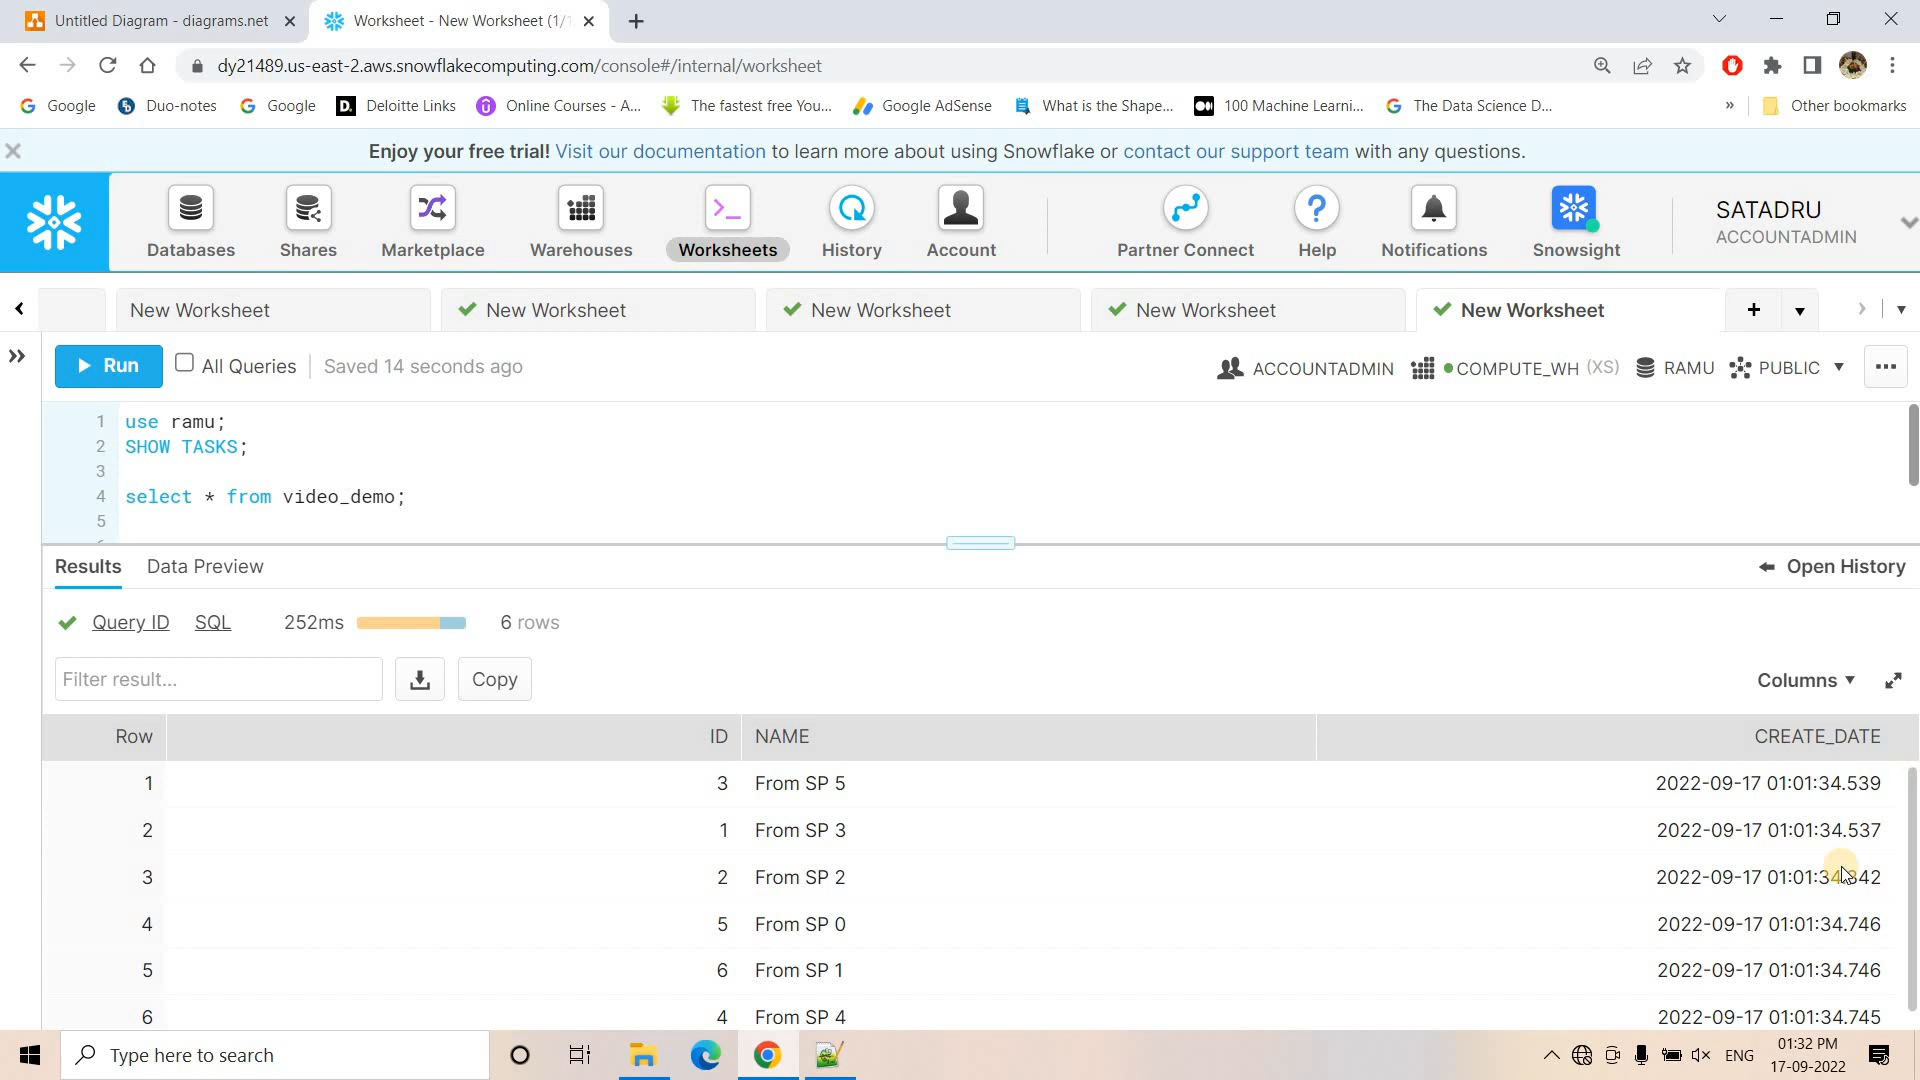 Untitled Diagram - diagrams.net
Worksheet - New Worksheet (1/
dy21489.us-east-2.aws.snowflakecomputing.com/console#/internal/worksheet
Google Duo-notes Google D. Deloitte Links Online Courses - A... The fastest free You... Google AdSense What is the Shape... 100 Machine Learni... The Data Science D... » Other bookmarks
Enjoy your free trial! Visit our documentation to learn more about using Snowflake or contact our support team with any questions.
Databases Shares Marketplace Warehouses Worksheets History Account Partner Connect Help Notifications Snowsight
SATADRU
ACCOUNTADMIN
New Worksheet New Worksheet New Worksheet New Worksheet New Worksheet
Run All Queries Saved 14 seconds ago ACCOUNTADMIN COMPUTE_WH (XS) RAMU PUBLIC
1 use ramu;
2 SHOW TASKS;
3
4 select * from video_demo;
5
Results Data Preview Open History
Query ID SQL 252ms 6 rows
Filter result... Copy Columns
Row ID NAME CREATE_DATE
1 3 From SP 5 2022-09-17 01:01:34.539
2 1 From SP 3 2022-09-17 01:01:34.537
3 2 From SP 2 2022-09-17
4 5 From SP 0 2022-09-17 01:01:34.746
5 6 From SP 1 2022-09-17 01:01:34.746
6 4 From SP 4 2022-09-17 01:01:34.745
Type here to search ENG 01:32 PM
17-09-2022